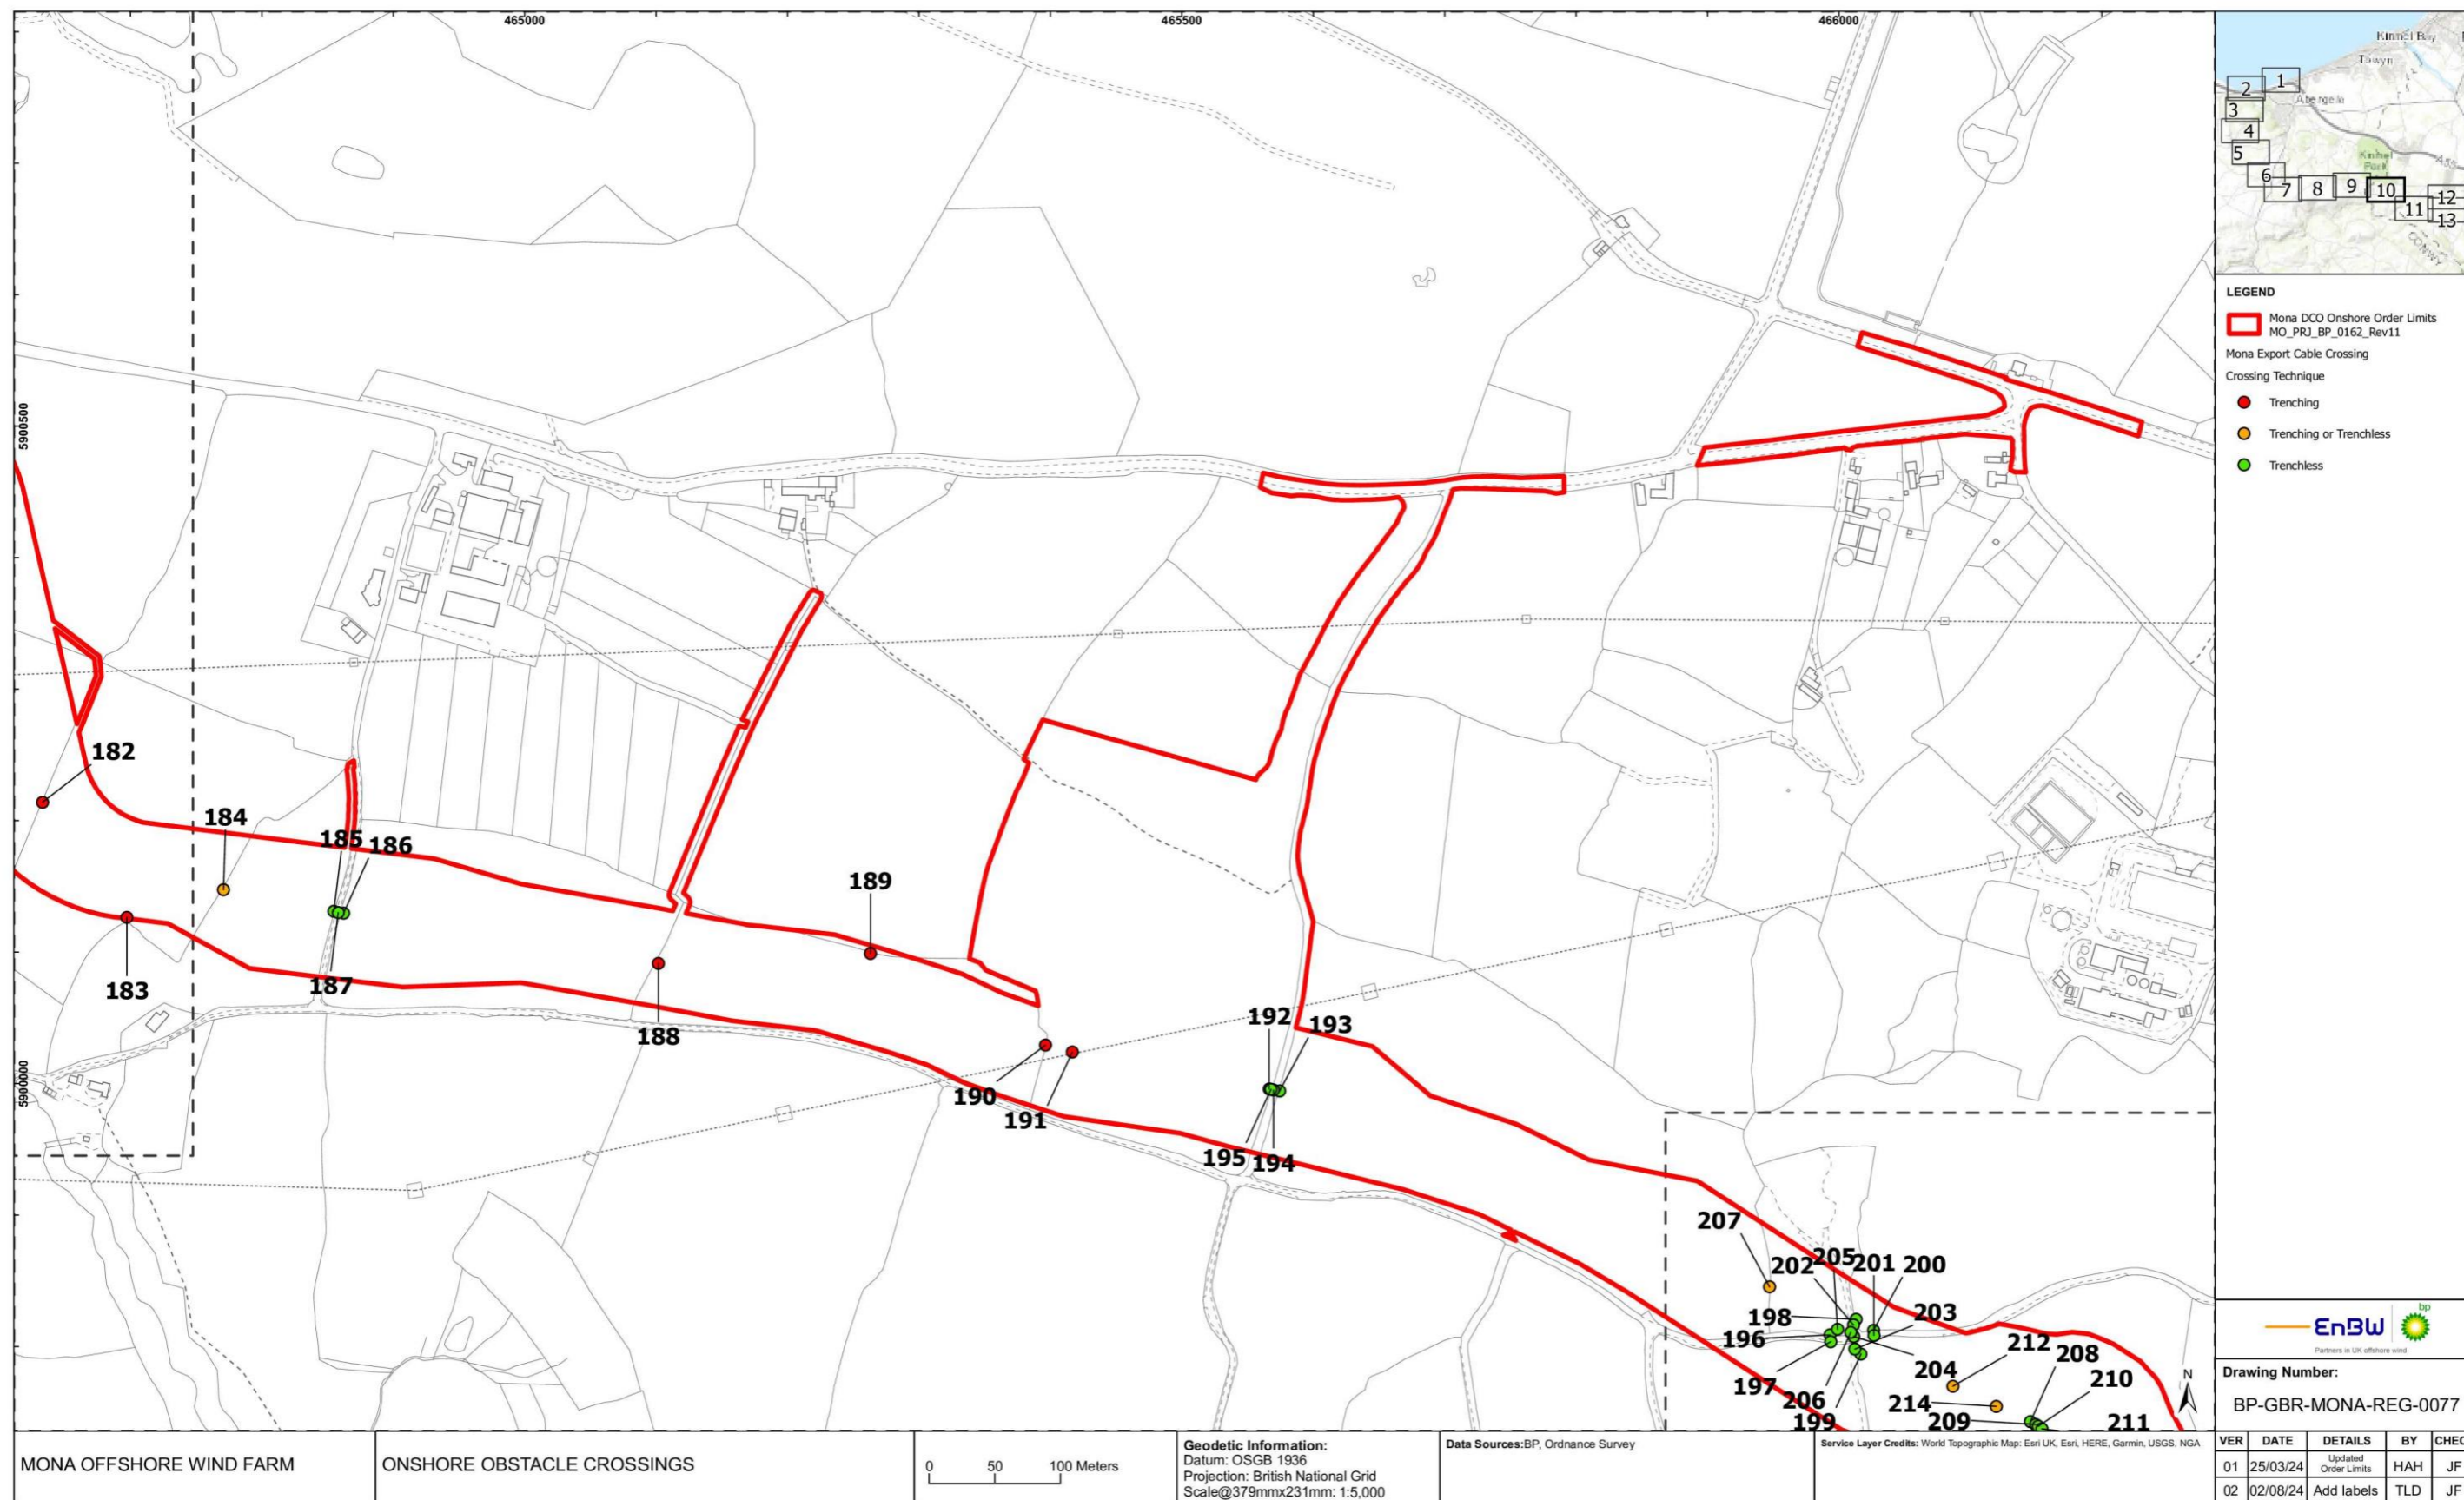 465000
465500
466000
5900500
5900000
182
183
184
185
186
187
188
189
190
191
192
193
195
194
207
202
205
201
200
198
203
196
212
204
208
197
206
210
214
199
209
211
Kinmel Bay
Towyn
Abergele
Kinmel
Park
A55
CONWY
1
2
3
4
5
6
7
8
9
10
11
12
13
LEGEND
Mona DCO Onshore Order Limits
MO_PRJ_BP_0162_Rev11
Mona Export Cable Crossing
Crossing Technique
Trenching
Trenching or Trenchless
Trenchless
N
EnBW
bp
Partners in UK offshore wind
Drawing Number:
BP-GBR-MONA-REG-0077
VER DATE DETAILS BY CHEC
01 25/03/24 Updated Order Limits HAH JF
02 02/08/24 Add labels TLD JF
MONA OFFSHORE WIND FARM
ONSHORE OBSTACLE CROSSINGS
0 50 100 Meters
Geodetic Information:
Datum: OSGB 1936
Projection: British National Grid
Scale@379mmx231mm: 1:5,000
Data Sources:BP, Ordnance Survey
Service Layer Credits: World Topographic Map: Esri UK, Esri, HERE, Garmin, USGS, NGA